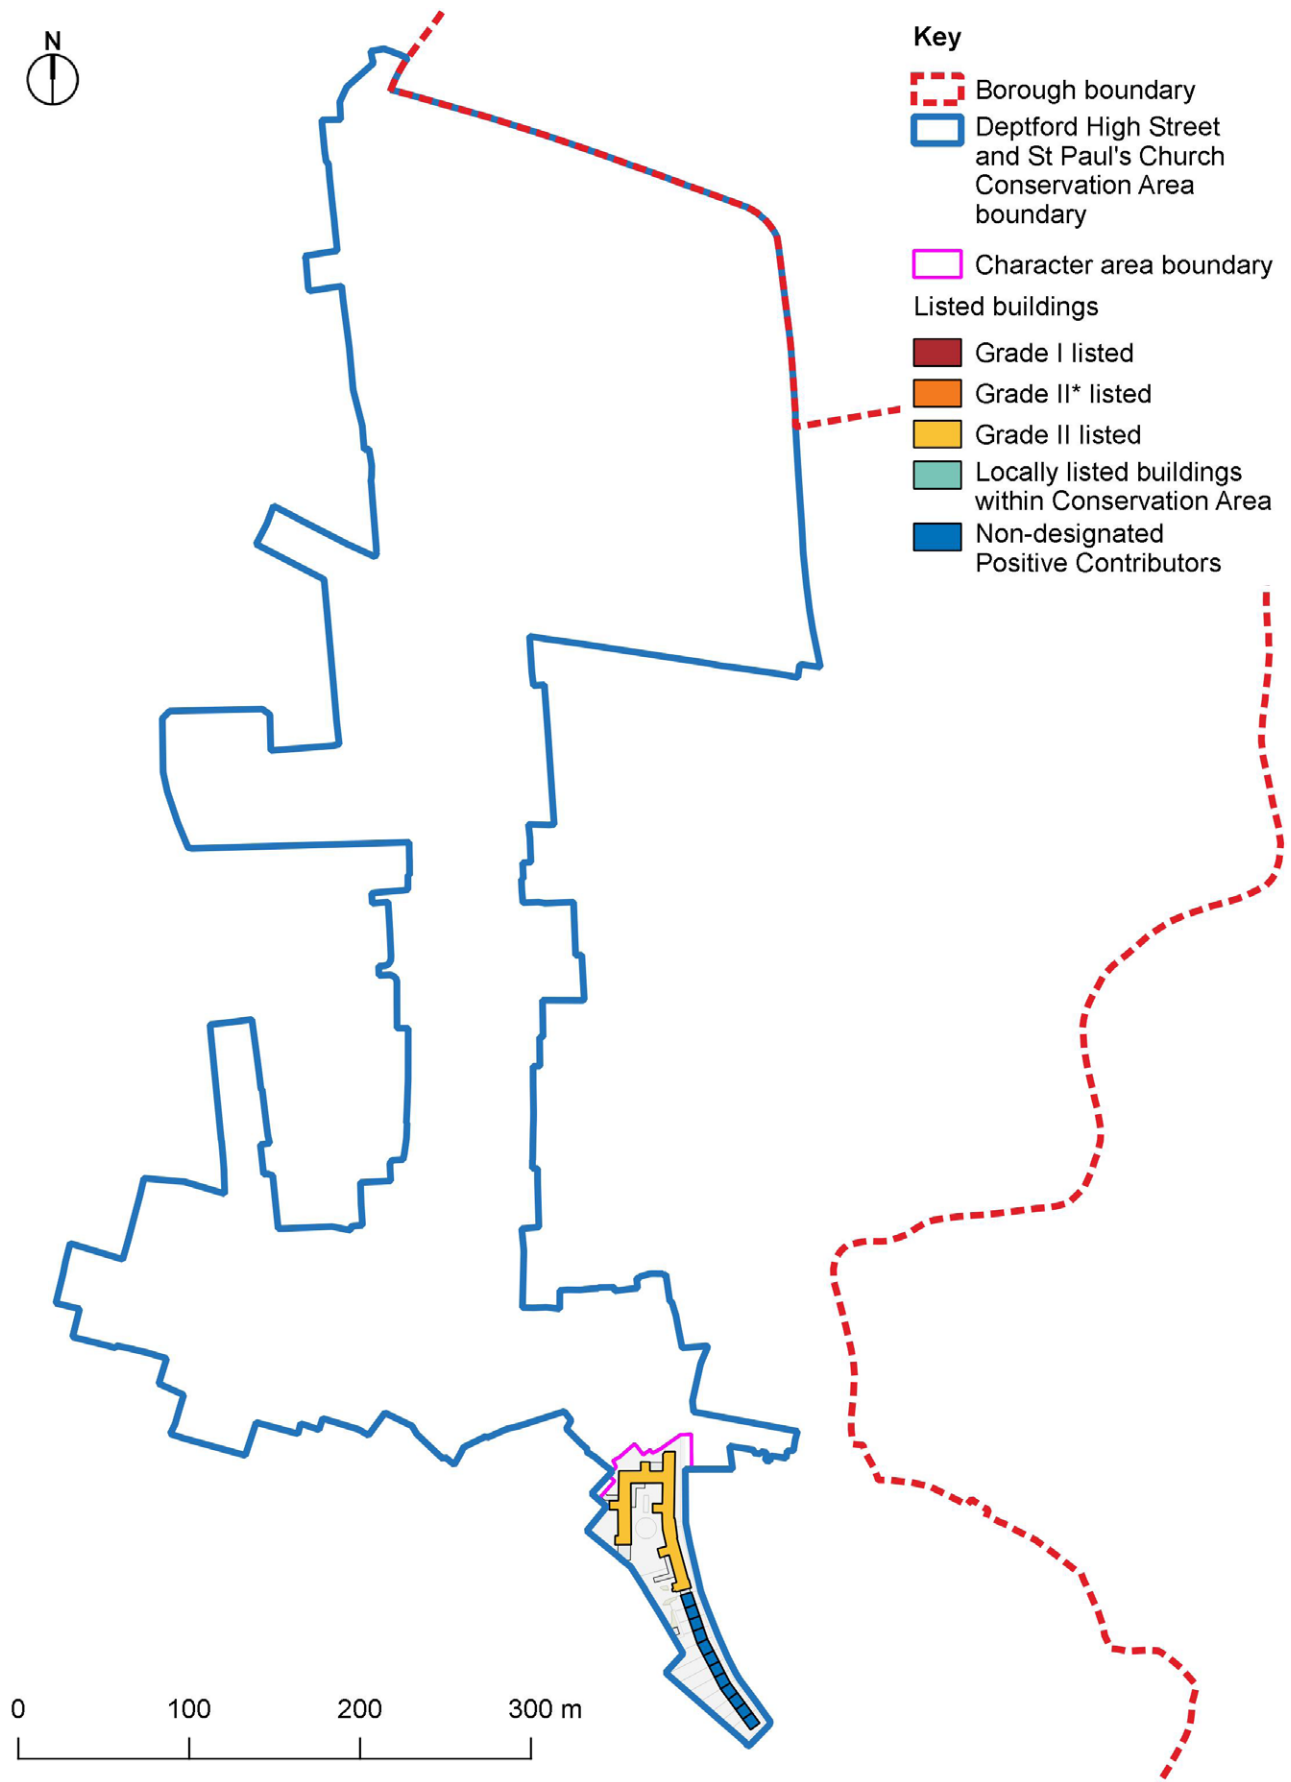 N
Key
Borough boundary
Deptford High Street
and St Paul's Church
Conservation Area
boundary
Character area boundary
Listed buildings
Grade I listed
Grade II* listed
Grade II listed
Locally listed buildings
within Conservation Area
Non-designated
Positive Contributors
0 100 200 300 m